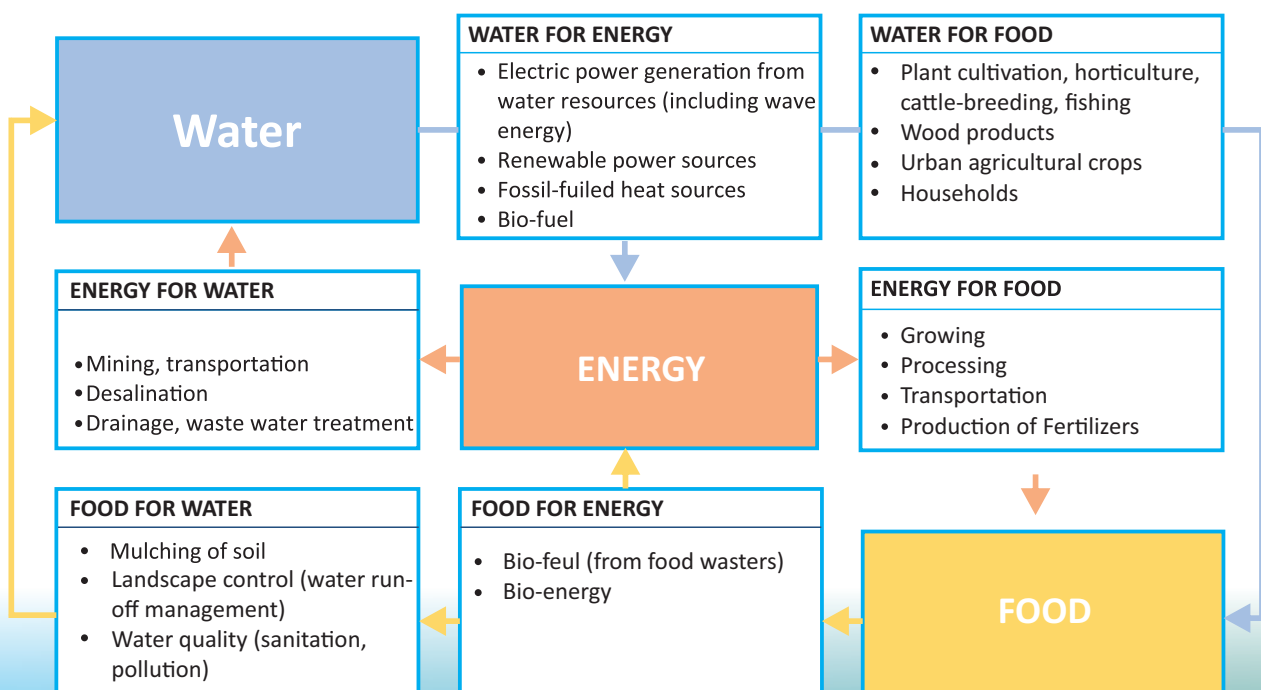 Water
WATER FOR ENERGY
• Electric power generation from
water resources (including wave
energy)
• Renewable power sources
• Fossil-fuiled heat sources
• Bio-fuel
WATER FOR FOOD
• Plant cultivation, horticulture,
cattle-breeding, fishing
• Wood products
• Urban agricultural crops
• Households
ENERGY FOR WATER
• Mining, transportation
• Desalination
• Drainage, waste water treatment
ENERGY
ENERGY FOR FOOD
• Growing
• Processing
• Transportation
• Production of Fertilizers
FOOD FOR WATER
• Mulching of soil
• Landscape control (water run-
off management)
• Water quality (sanitation,
pollution)
FOOD FOR ENERGY
• Bio-feul (from food wasters)
• Bio-energy
FOOD